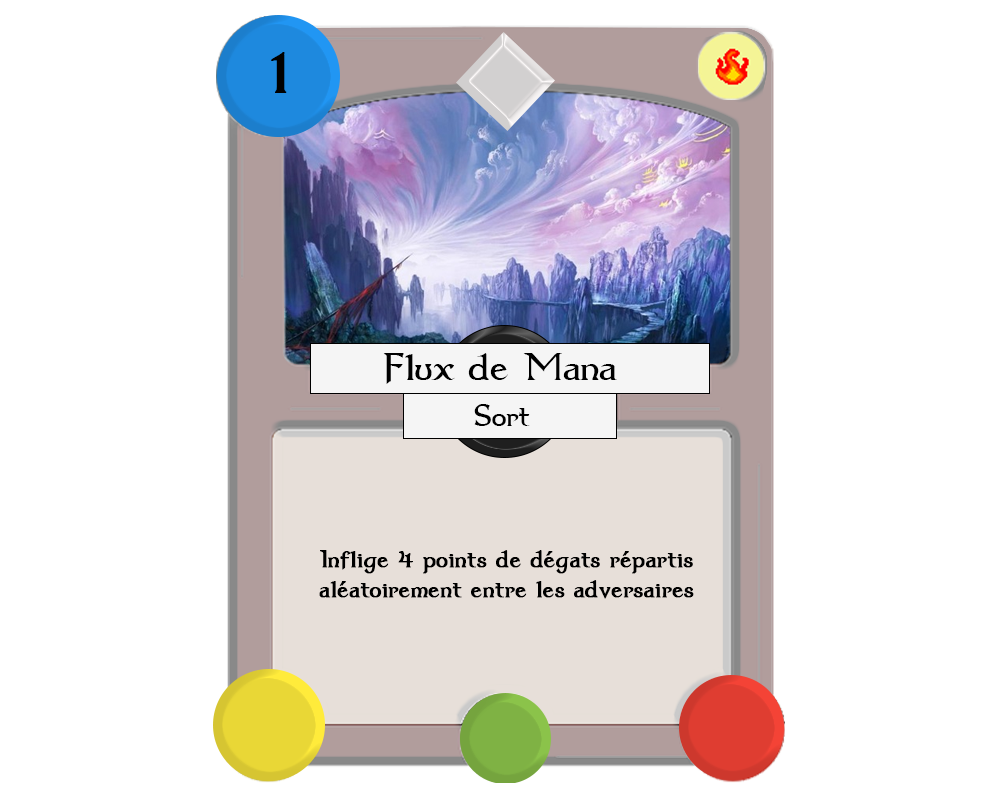 1
Flux de Mana
Sort
Inflige 4 points de dégats répartis
aléatoirement entre les adversaires